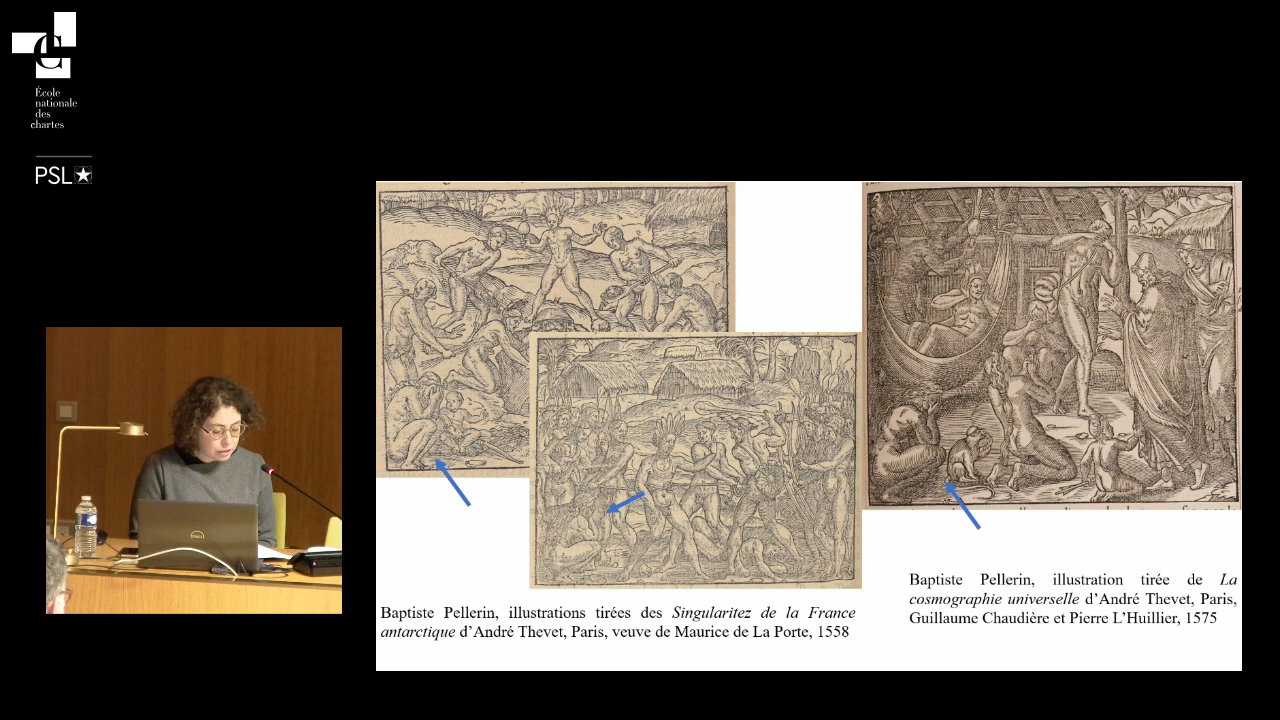 École
nationale
des
chartes
PSL
DELL
Baptiste Pellerin, illustrations tirées des Singularitez de la France
antarctique d’André Thevet, Paris, veuve de Maurice de La Porte, 1558
Baptiste Pellerin, illustration tirée de La
cosmographie universelle d’André Thevet, Paris,
Guillaume Chaudière et Pierre L’Huillier, 1575